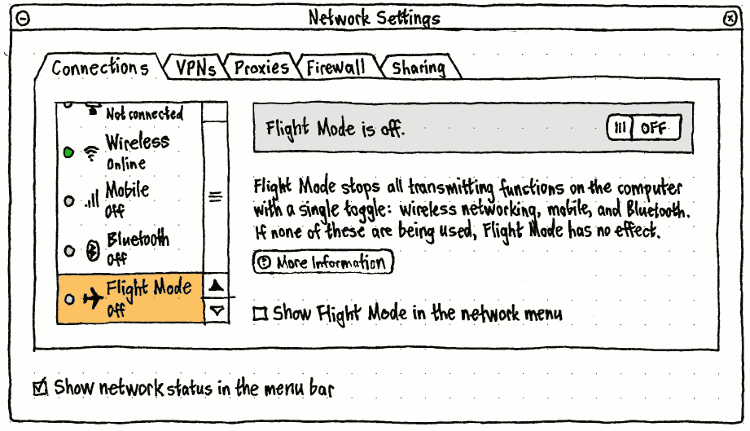 Network Settings
Connections
VPNs
Proxies
Firewall
Sharing
Not connected
Wireless
Online
Mobile
Off
Bluetooth
Off
Flight Mode
Off
Flight Mode is off.
OFF
Flight Mode stops all transmitting functions on the computer
with a single toggle: wireless networking, mobile, and Bluetooth.
If none of these are being used, Flight Mode has no effect.
More Information
Show Flight Mode in the network menu
Show network status in the menu bar